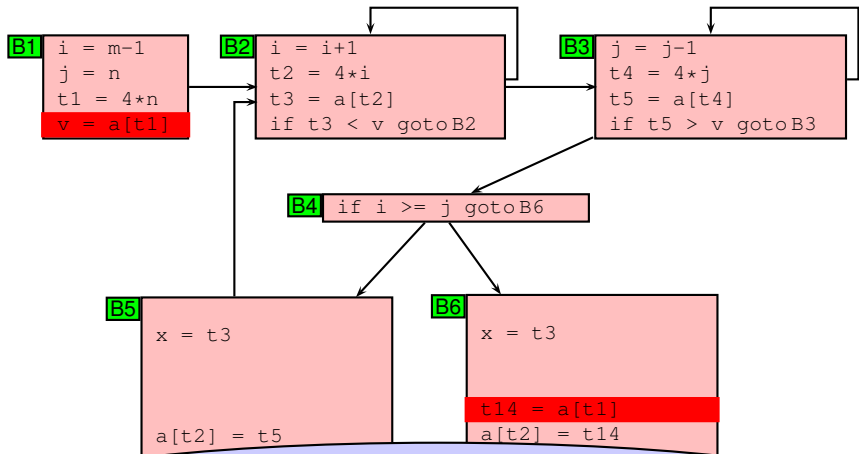 B1
i = m-1
j = n
t1 = 4*n
v = a[t1]
B2
i = i+1
t2 = 4*i
t3 = a[t2]
if t3 < v goto B2
B3
j = j-1
t4 = 4*j
t5 = a[t4]
if t5 > v goto B3
B4
if i >= j goto B6
B5
x = t3
a[t2] = t5
B6
x = t3
t14 = a[t1]
a[t2] = t14